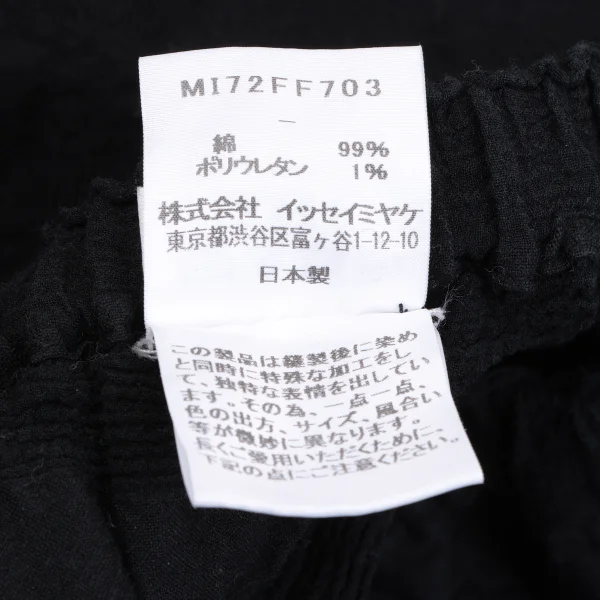 MI72FF703
—
綿 99%
ポリウレタン 1%
株式会社 イッセイミヤケ
東京都渋谷区富ヶ谷1-12-10
日本製
この製品は縫製後に染め
と同時に特殊な加工をし
て、独特な表情を出してい
ます。その為、一点一点、
色の出方、サイズ、風合い
等が微妙に異なります。
長くご愛用いただくために、
下記の点にご注意ください。